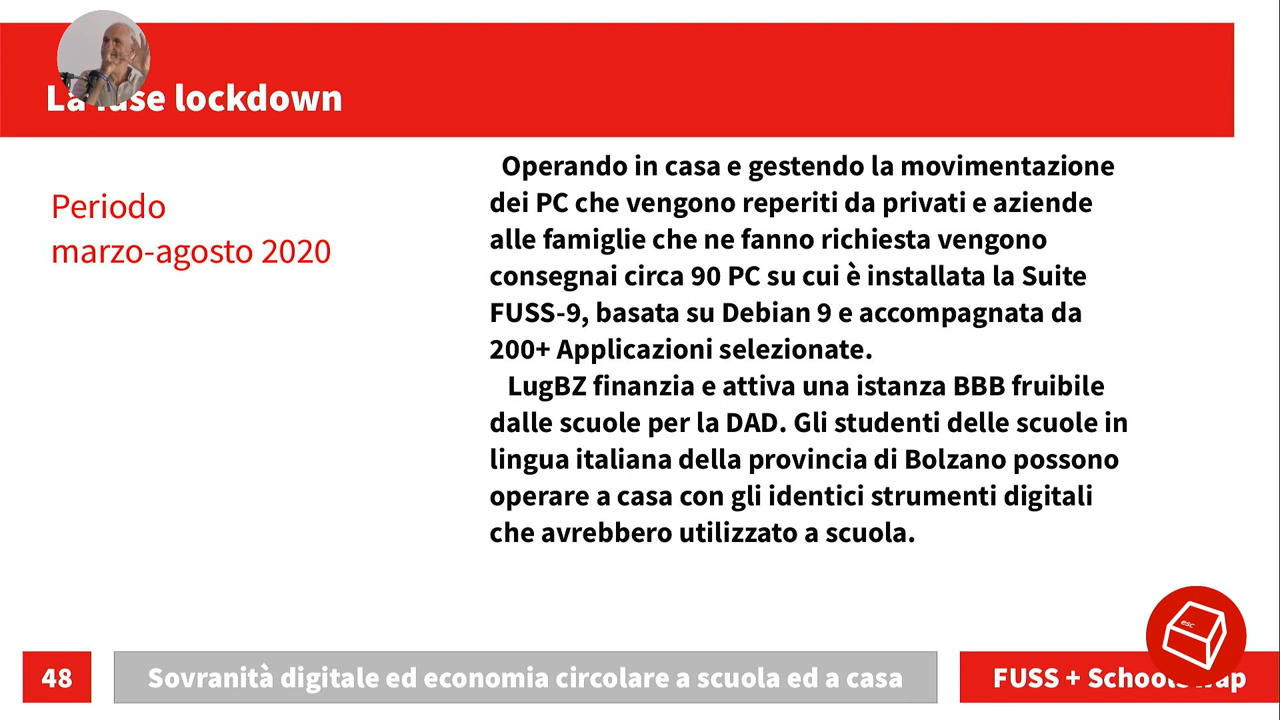 La fase lockdown
Periodo
marzo-agosto 2020
Operando in casa e gestendo la movimentazione
dei PC che vengono reperiti da privati e aziende
alle famiglie che ne fanno richiesta vengono
consegnai circa 90 PC su cui è installata la Suite
FUSS-9, basata su Debian 9 e accompagnata da
200+ Applicazioni selezionate.
LugBZ finanzia e attiva una istanza BBB fruibile
dalle scuole per la DAD. Gli studenti delle scuole in
lingua italiana della provincia di Bolzano possono
operare a casa con gli identici strumenti digitali
che avrebbero utilizzato a scuola.
esc
48
Sovranità digitale ed economia circolare a scuola ed a casa
FUSS + SchoolSwap